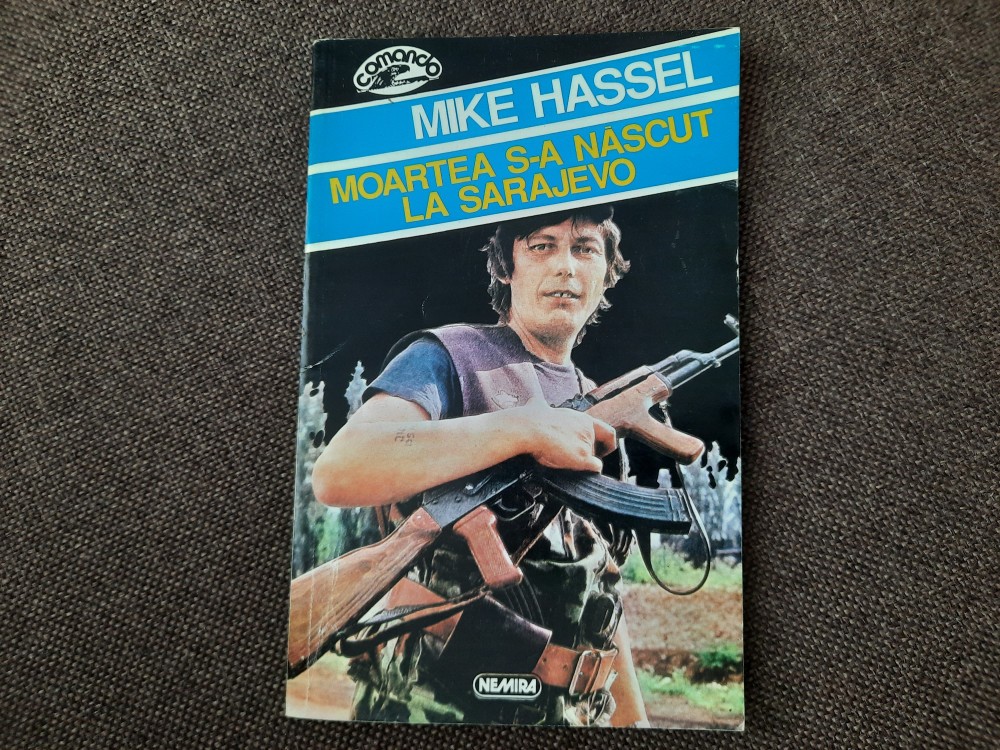 comando
MIKE HASSEL
MOARTEA S-A NĂSCUT
LA SARAJEVO
NEMIRA